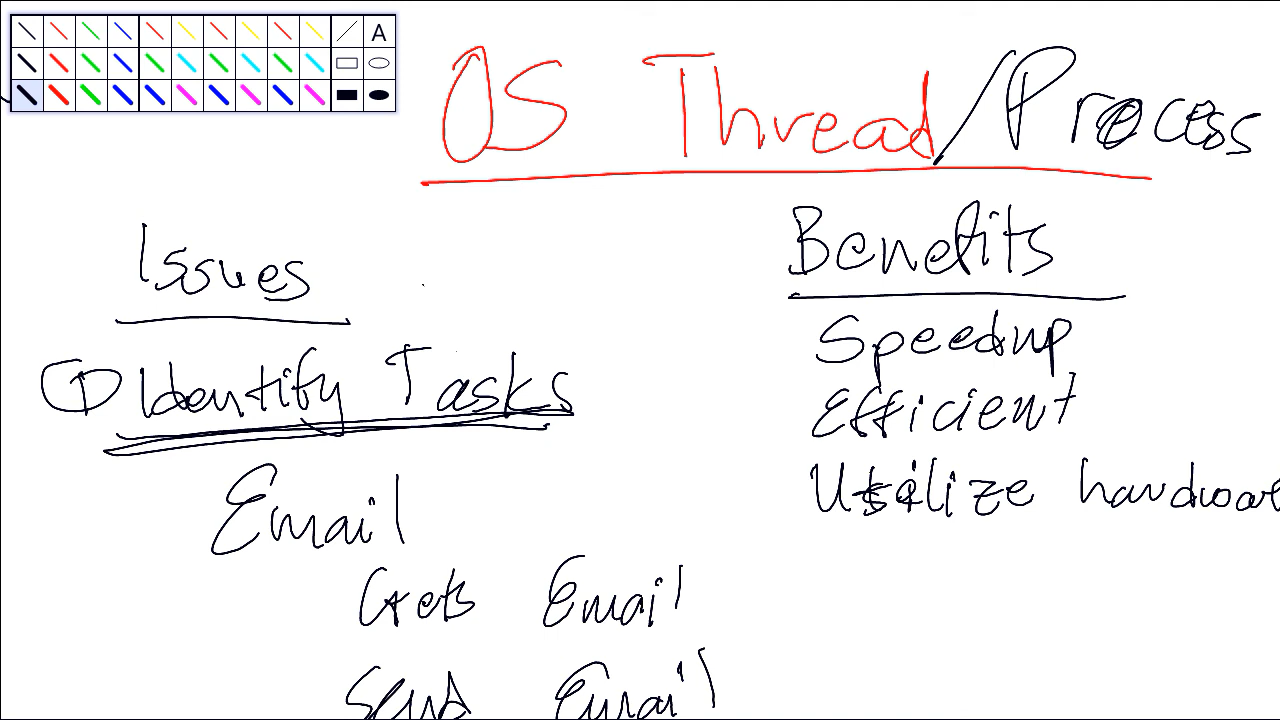 A
OS Thread/Process
Issues
① Identify Tasks
Email
Gets Email
Send Email
Benefits
Speedup
Efficient
Utilize hardware